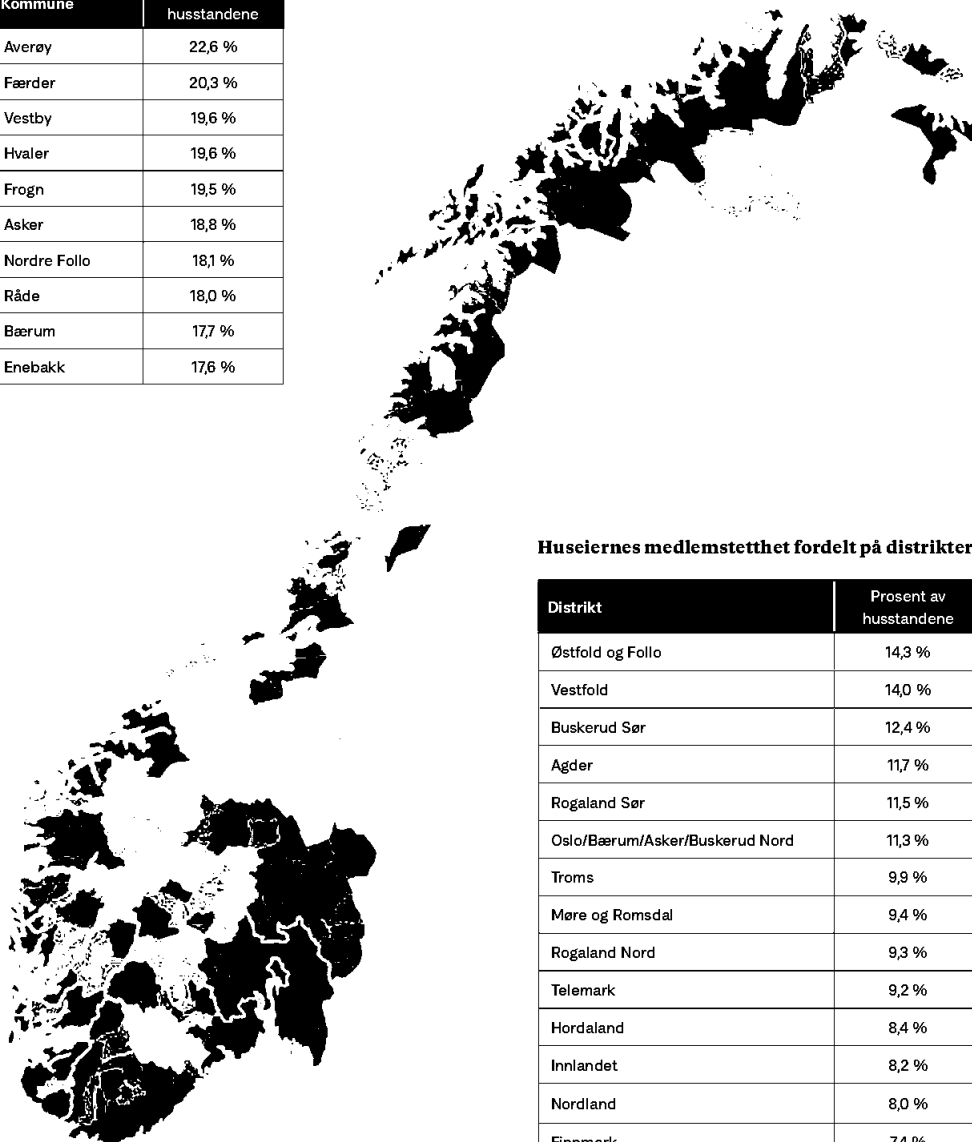 Kommune
husstandene
Averøy 22,6 %
Færder 20,3 %
Vestby 19,6 %
Hvaler 19,6 %
Frogn 19,5 %
Asker 18,8 %
Nordre Follo 18,1 %
Råde 18,0 %
Bærum 17,7 %
Enebakk 17,6 %
Huseiernes medlemstetthet fordelt på distrikter
Distrikt Prosent av
husstandene
Østfold og Follo 14,3 %
Vestfold 14,0 %
Buskerud Sør 12,4 %
Agder 11,7 %
Rogaland Sør 11,5 %
Oslo/Bærum/Asker/Buskerud Nord 11,3 %
Troms 9,9 %
Møre og Romsdal 9,4 %
Rogaland Nord 9,3 %
Telemark 9,2 %
Hordaland 8,4 %
Innlandet 8,2 %
Nordland 8,0 %
Finnmark 7,4 %